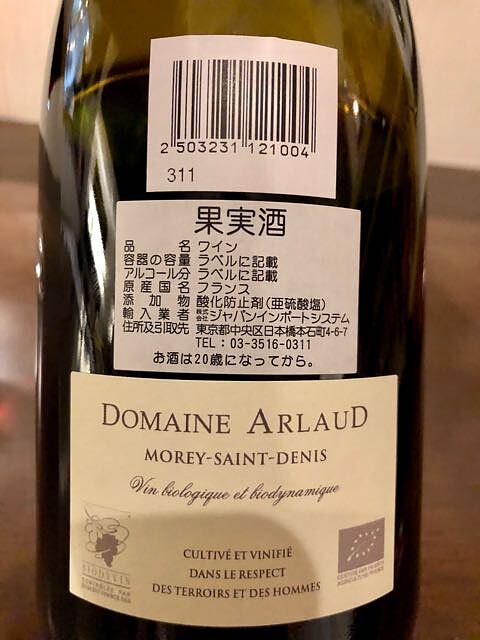 2 503231 121004
311
果実酒
品名 ワイン
容器の容量 ラベルに記載
アルコール分 ラベルに記載
原産国名 フランス
添加物 酸化防止剤(亜硫酸塩)
輸入業者 株式会社ジャパンインポートシステム
住所及引取先 東京都中央区日本橋本石町4-6-7
TEL:03-3516-0311
お酒は20歳になってから。
DOMAINE ARLAUD
MOREY-SAINT-DENIS
Vin biologique et biodynamique
BIODYVIN
CULTIVÉ ET VINIFIÉ
DANS LE RESPECT
DES TERROIRS ET DES HOMMES